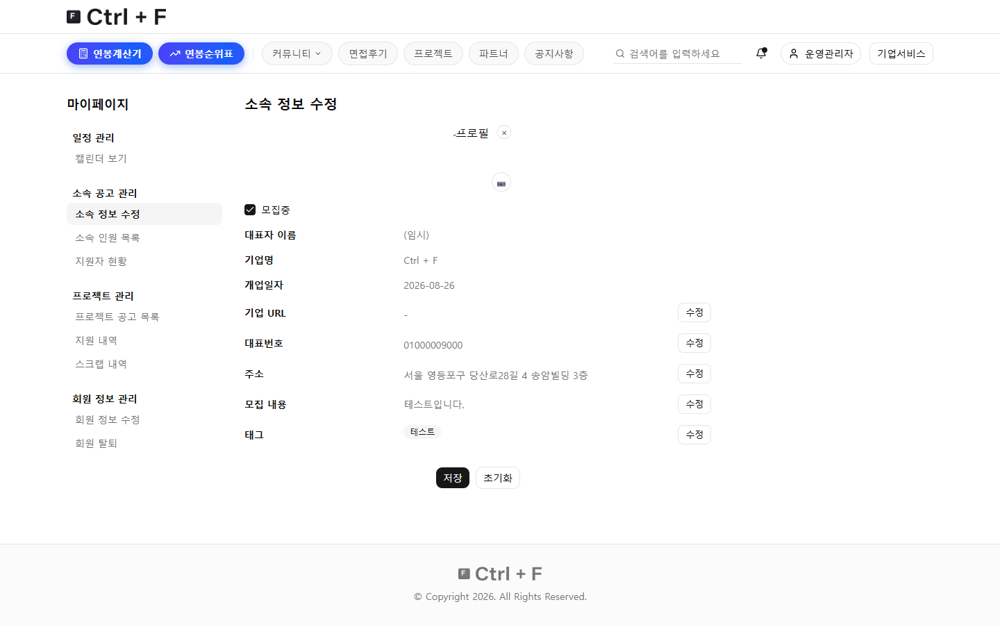 F Ctrl + F
연봉계산기
연봉순위표
커뮤니티
면접후기
프로젝트
파트너
공지사항
검색어를 입력하세요
운영관리자
기업서비스
마이페이지
일정 관리
캘린더 보기
소속 공고 관리
소속 정보 수정
소속 인원 목록
지원자 현황
프로젝트 관리
프로젝트 공고 목록
지원 내역
스크랩 내역
회원 정보 관리
회원 정보 수정
회원 탈퇴
소속 정보 수정
프로필
×
모집중
대표자 이름 (임시)
기업명 Ctrl + F
개업일자 2026-08-26
기업 URL - 수정
대표번호 01000009000 수정
주소 서울 영등포구 당산로28길 4 송암빌딩 3층 수정
모집 내용 테스트입니다. 수정
태그 테스트 수정
저장 초기화
F Ctrl + F
© Copyright 2026. All Rights Reserved.